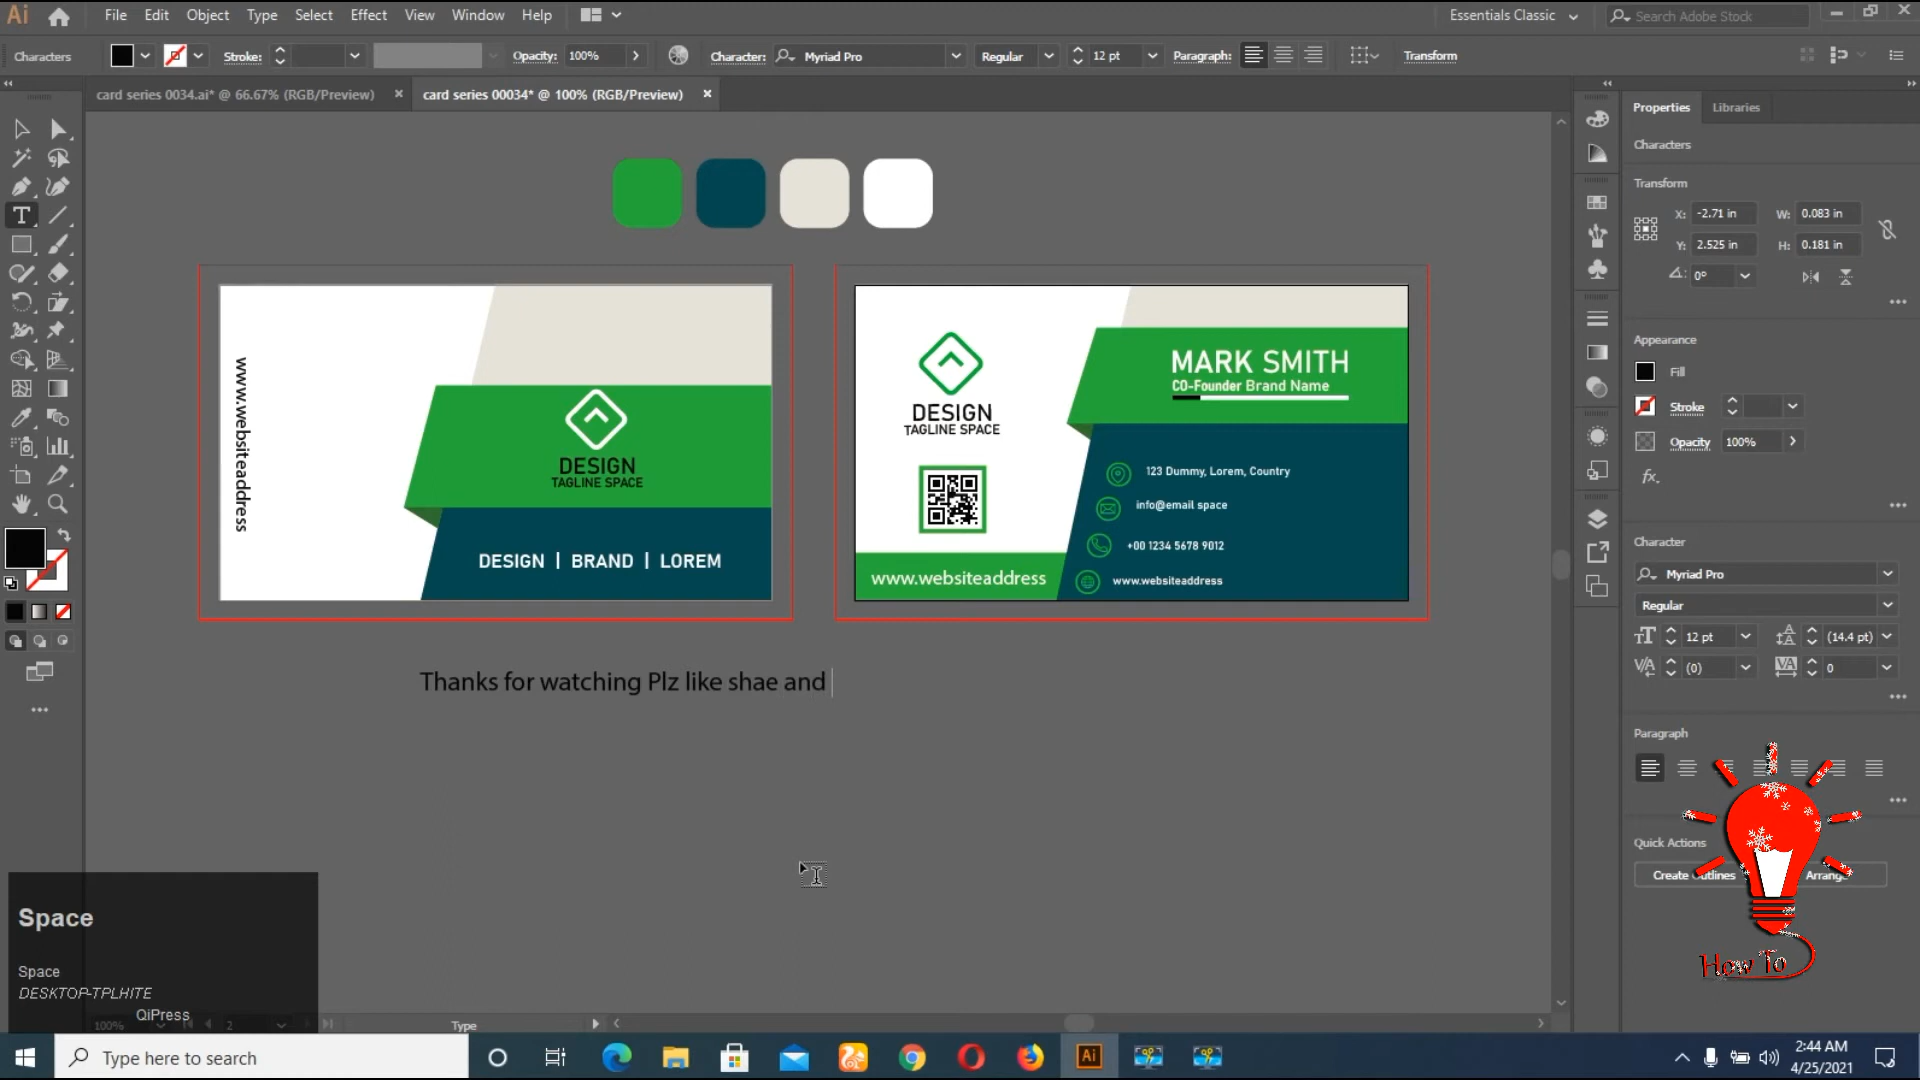 Ai File Edit Object Type Select Effect View Window Help Essentials Classic Search Adobe Stock
Characters Stroke: Opacity: 100% Character: Myriad Pro Regular 12 pt Paragraph: Transform
card series 0034.ai* @ 66.67% (RGB/Preview) card series 00034* @ 100% (RGB/Preview)
Properties Libraries
Characters
Transform
X: -2.71 in W: 0.083 in
Y: 2.525 in H: 0.181 in
0°
Appearance
Fill
Stroke
Opacity 100%
fx.
Character
Myriad Pro
Regular
12 pt (14.4 pt)
(0) 0
Paragraph
Quick Actions
Create Outlines Arrange
www.websiteaddress
DESIGN
TAGLINE SPACE
DESIGN | BRAND | LOREM
DESIGN
TAGLINE SPACE
www.websiteaddress
MARK SMITH
CO-Founder Brand Name
123 Dummy, Lorem, Country
info@email space
+00 1234 5678 9012
www.websiteaddress
Thanks for watching Plz like shae and
Space
Space
DESKTOP-TPLHITE
QiPress
How To
100% 2 Type
Type here to search
Ai
2:44 AM
4/25/2021